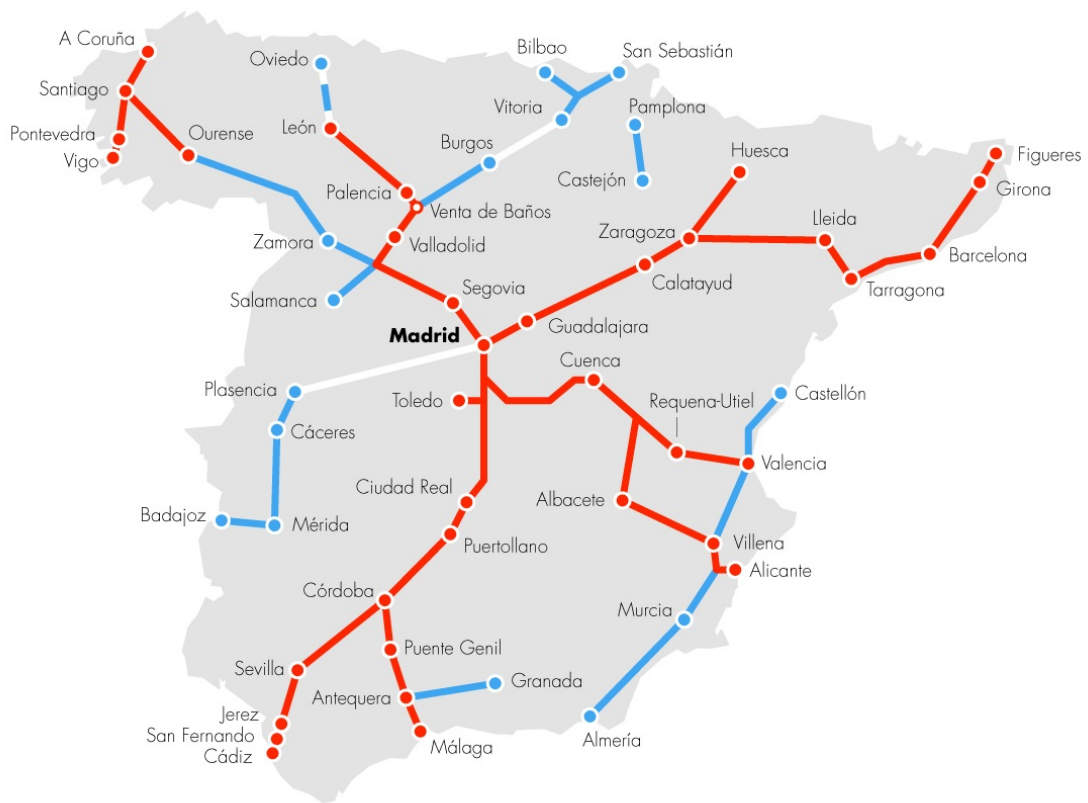 A Coruña
Oviedo
Bilbao
San Sebastián
Santiago
León
Vitoria
Pamplona
Pontevedra
Ourense
Burgos
Huesca
Vigo
Figueres
Palencia
Castejón
Girona
Venta de Baños
Zamora
Valladolid
Zaragoza
Lleida
Barcelona
Salamanca
Segovia
Calatayud
Tarragona
Madrid
Guadalajara
Cuenca
Plasencia
Toledo
Requena-Utiel
Castellón
Cáceres
Valencia
Ciudad Real
Albacete
Badajoz
Mérida
Puertollano
Villena
Alicante
Córdoba
Murcia
Puente Genil
Sevilla
Granada
Antequera
Jerez
San Fernando
Cádiz
Málaga
Almería